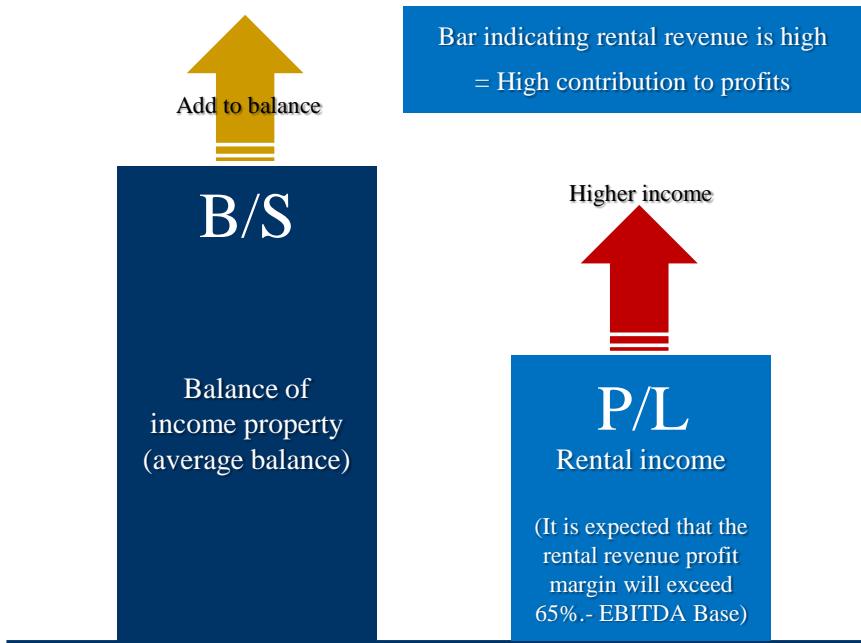 Bar indicating rental revenue is high
= High contribution to profits
Add to balance
B/S
Balance of
income property
(average balance)
Higher income
P/L
Rental income
(It is expected that the
rental revenue profit
margin will exceed
65%.- EBITDA Base)